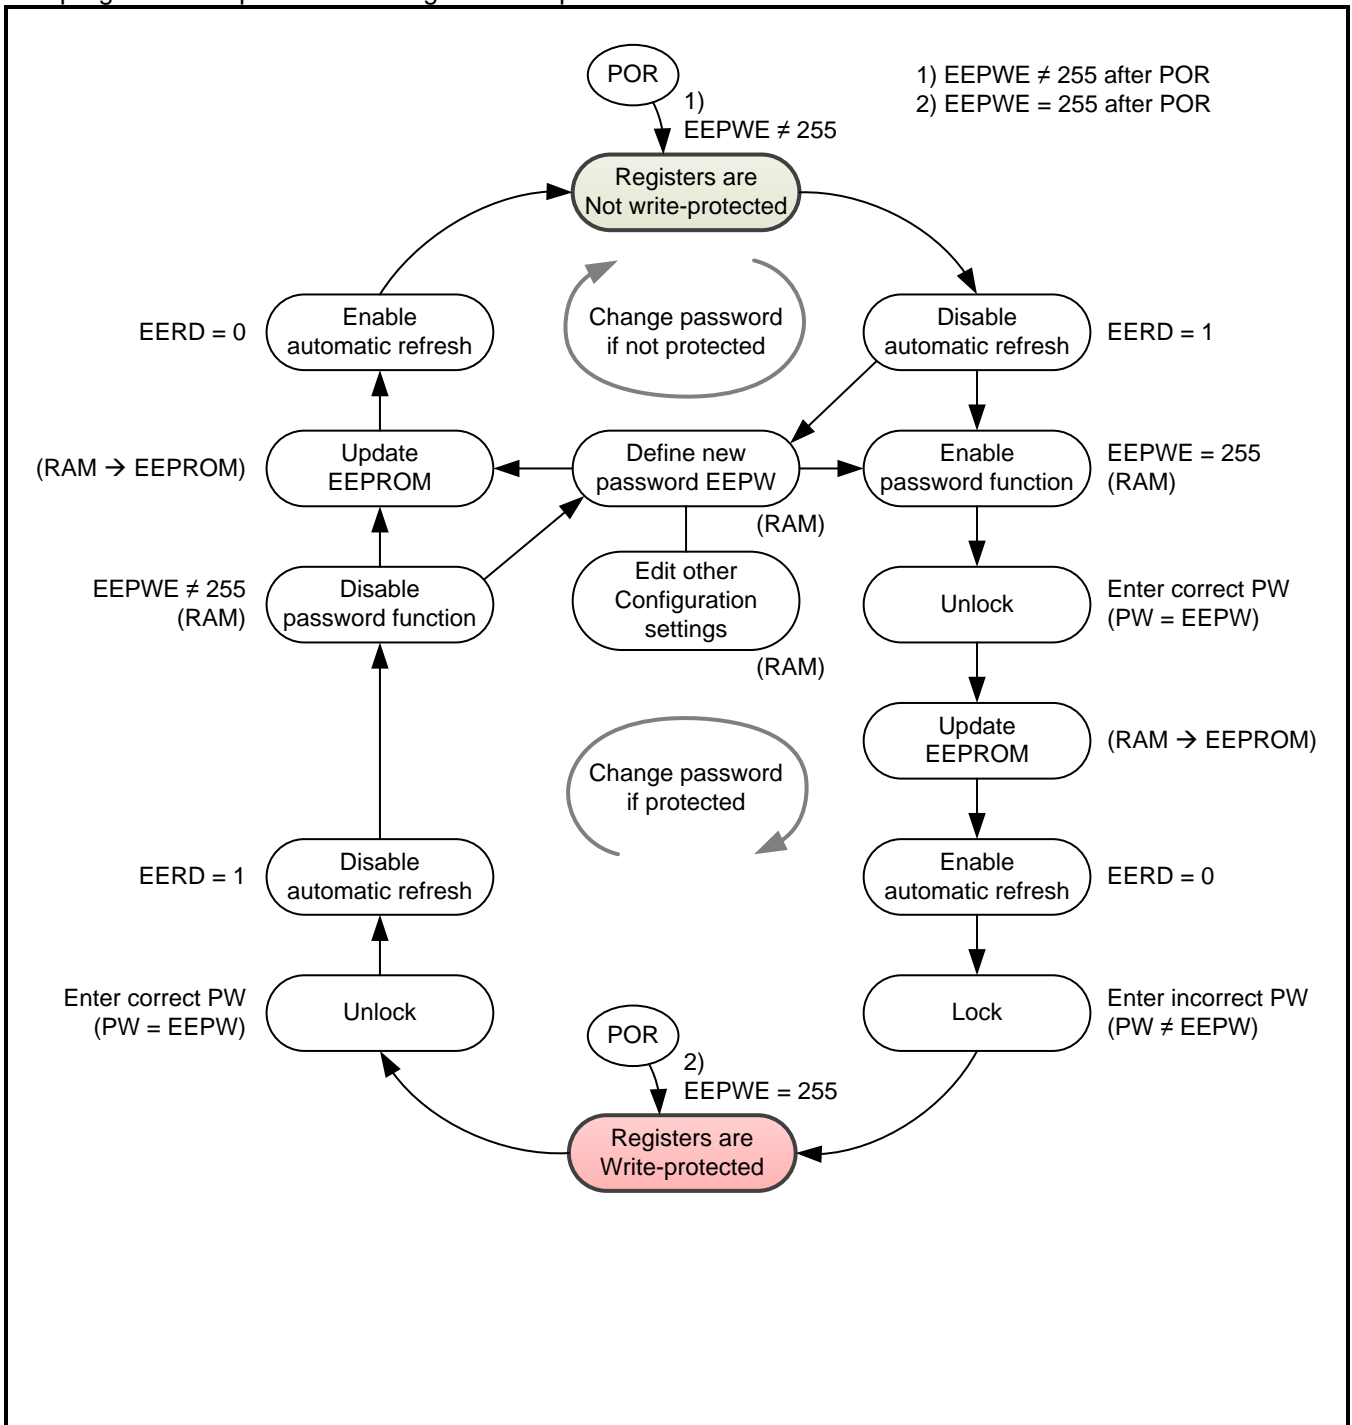 POR
1)
EEPWE ≠ 255
1) EEPWE ≠ 255 after POR
2) EEPWE = 255 after POR
Registers are
Not write-protected
EERD = 0
Enable
automatic refresh
Change password
if not protected
Disable
automatic refresh
EERD = 1
(RAM → EEPROM)
Update
EEPROM
Define new
password EEPW
(RAM)
Enable
password function
EEPWE = 255
(RAM)
EEPWE ≠ 255
(RAM)
Disable
password function
Edit other
Configuration
settings
(RAM)
Unlock
Enter correct PW
(PW = EEPW)
Change password
if protected
Update
EEPROM
(RAM → EEPROM)
EERD = 1
Disable
automatic refresh
Enable
automatic refresh
EERD = 0
Enter correct PW
(PW = EEPW)
Unlock
POR
2)
EEPWE = 255
Lock
Enter incorrect PW
(PW ≠ EEPW)
Registers are
Write-protected